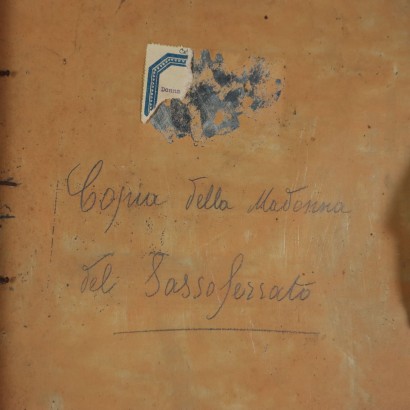 Copia della Madonna
del Sassoferrato